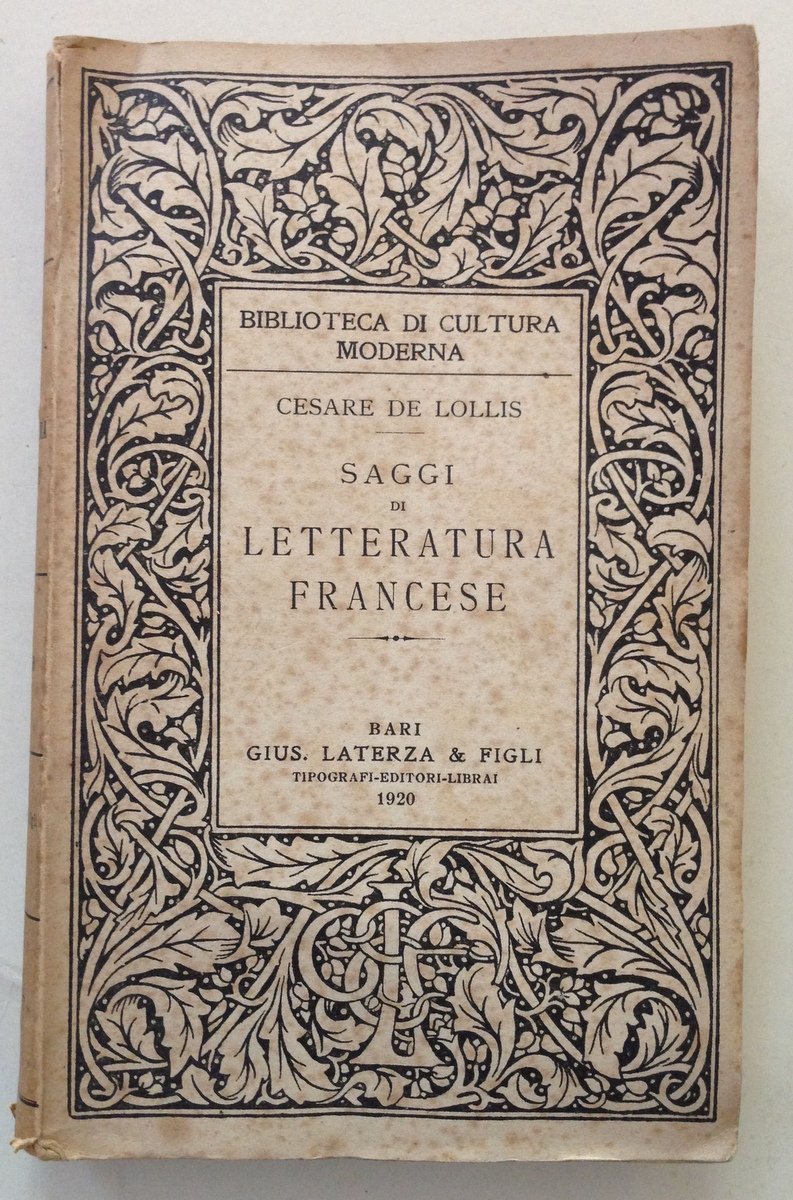 BIBLIOTECA DI CULTURA
MODERNA
CESARE DE LOLLIS
SAGGI
DI
LETTERATURA
FRANCESE
BARI
GIUS. LATERZA & FIGLI
TIPOGRAFI-EDITORI-LIBRAI
1920